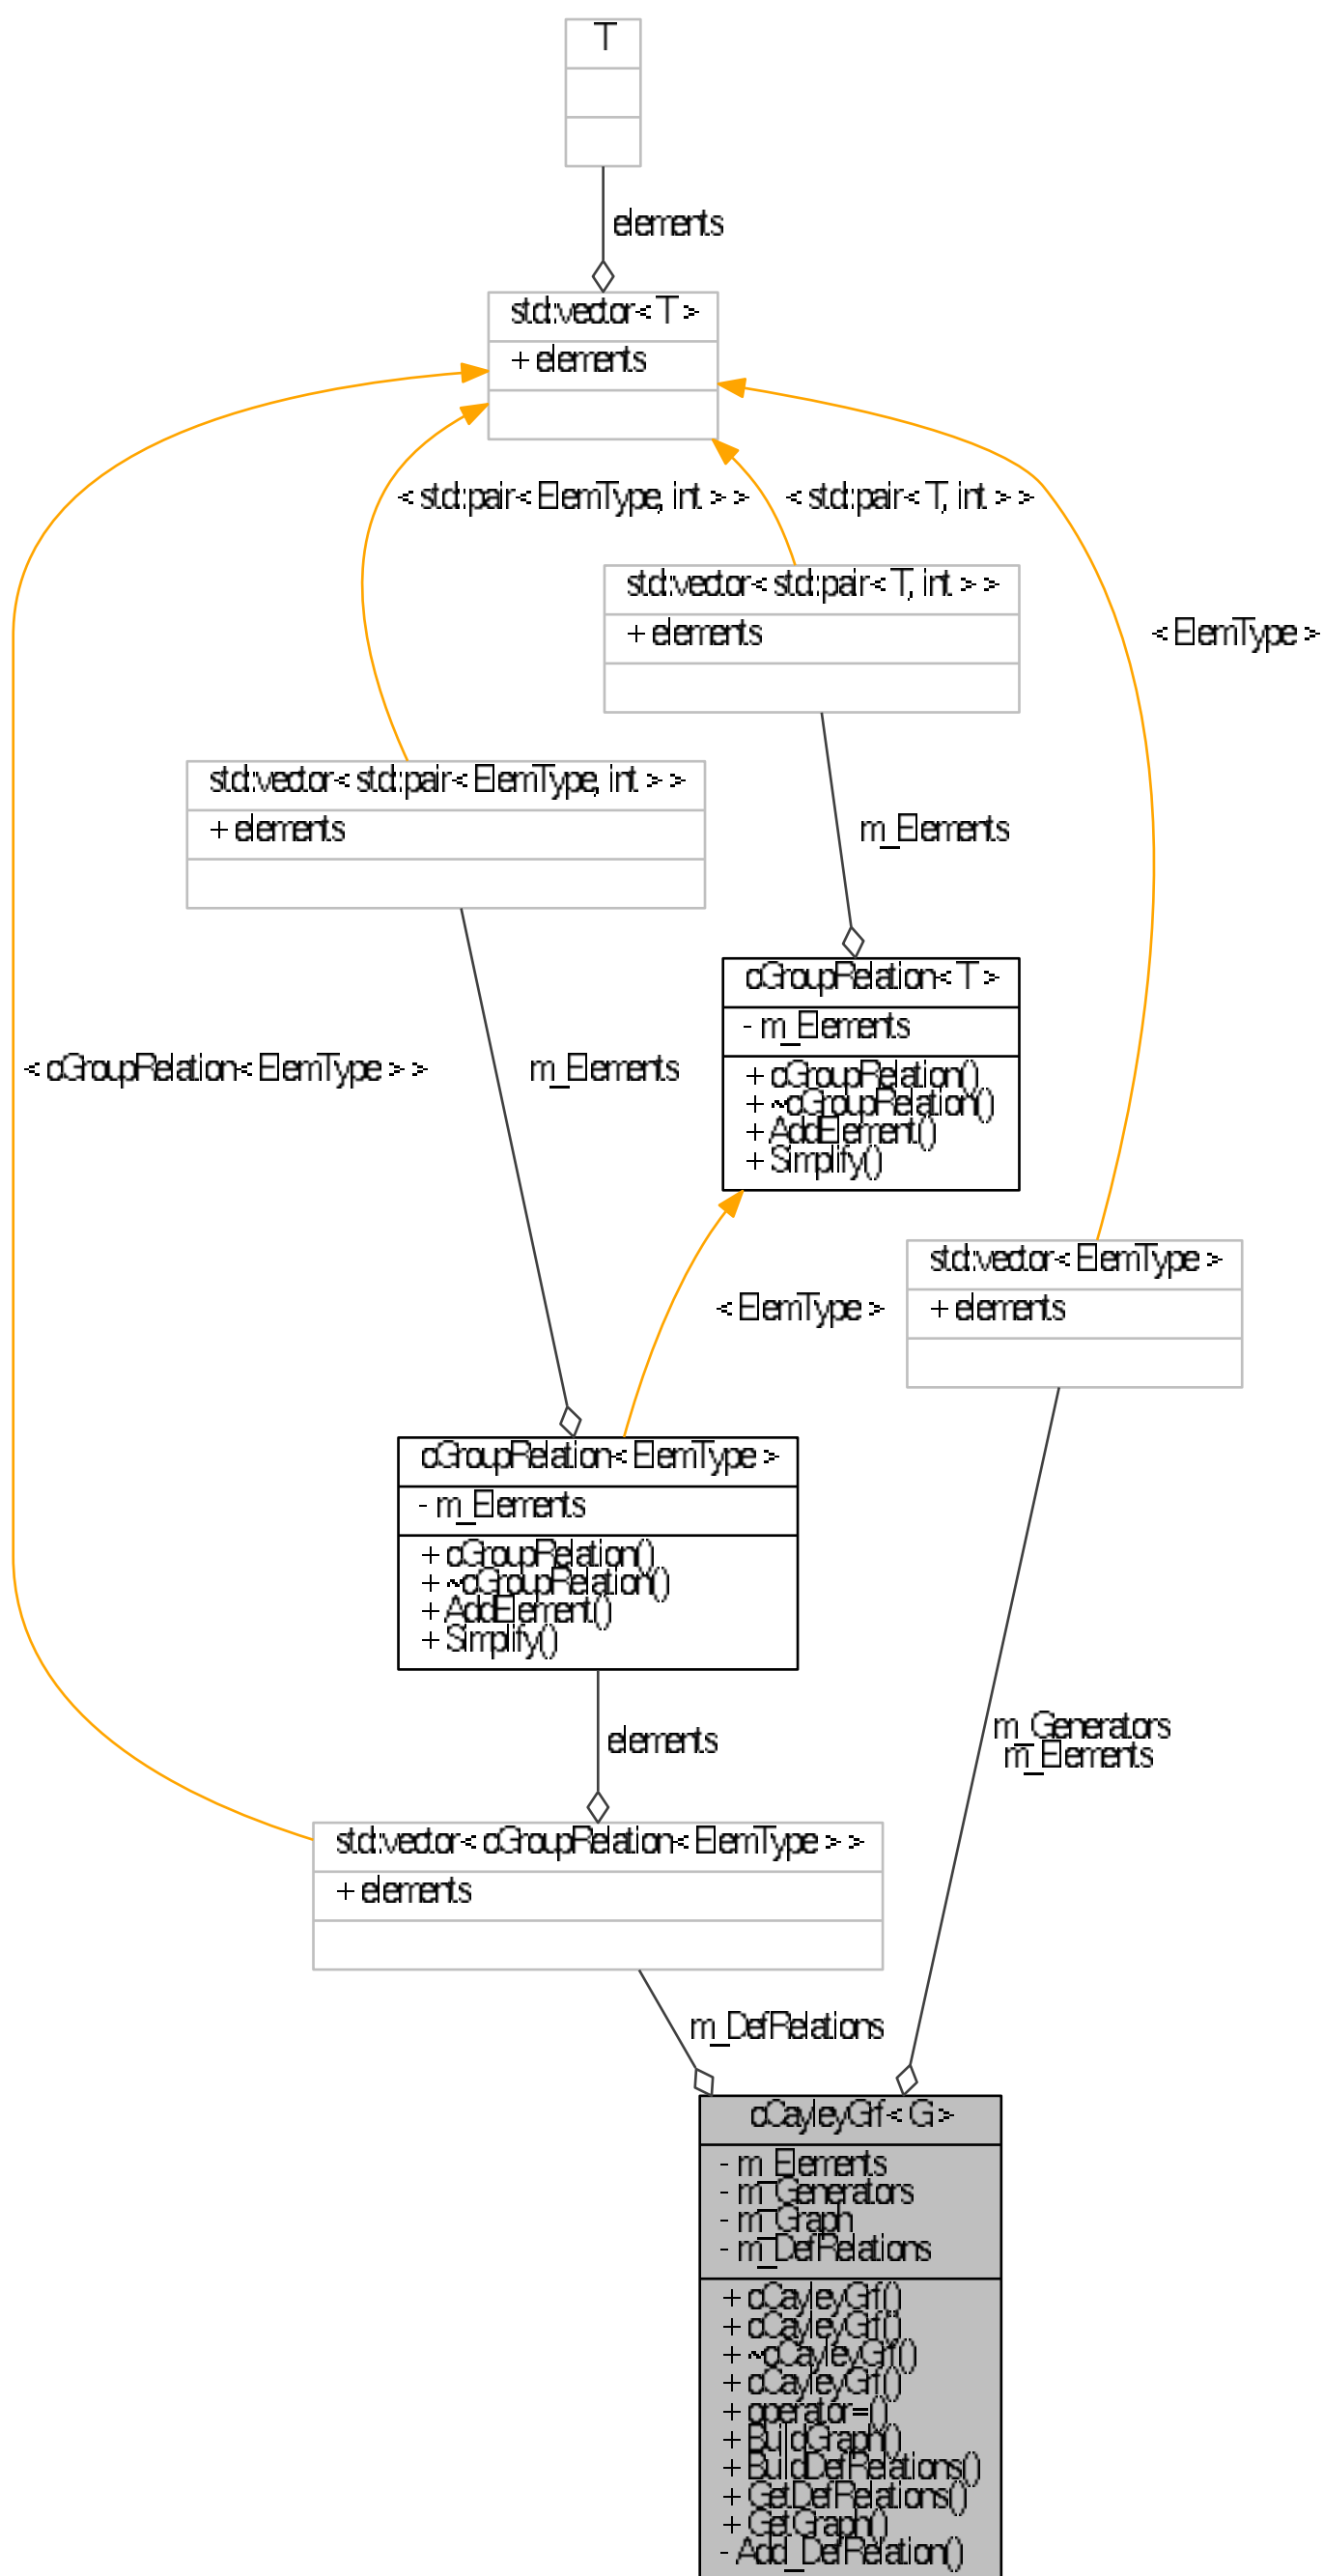 T
elements
std::vector< T >
+ elements
< std::pair< ElemType, int > >
< std::pair< T, int > >
std::vector< std::pair< T, int > >
+ elements
< ElemType >
std::vector< std::pair< ElemType, int > >
+ elements
m_Elements
cGroupRelation< T >
- m_Elements
+ cGroupRelation()
+ ~cGroupRelation()
+ AddElement()
+ Simplify()
< cGroupRelation< ElemType > >
m_Elements
std::vector< ElemType >
+ elements
< ElemType >
cGroupRelation< ElemType >
- m_Elements
+ cGroupRelation()
+ ~cGroupRelation()
+ AddElement()
+ Simplify()
elements
m_Generators
m_Elements
std::vector< cGroupRelation< ElemType > >
+ elements
m_DefRelations
cCayleyGrf< G >
- m_Elements
- m_Generators
- m_Graph
- m_DefRelations
+ cCayleyGrf()
+ cCayleyGrf()
+ ~cCayleyGrf()
+ cCayleyGrf()
+ operator=()
+ BuildGraph()
+ BuildDefRelations()
+ GetDefRelations()
+ GetGraph()
- Add_DefRelation()